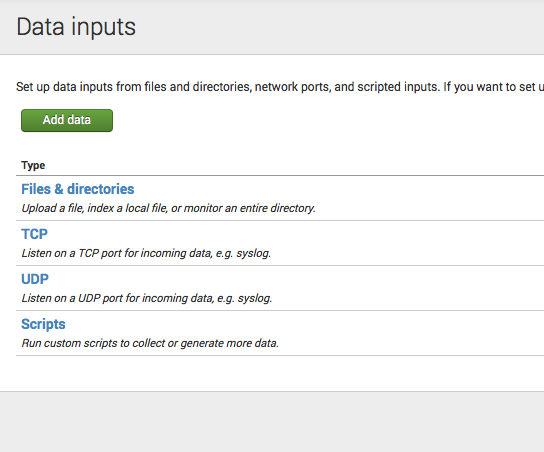 Data inputs
Set up data inputs from files and directories, network ports, and scripted inputs. If you want to set u
Add data
Type
Files & directories
Upload a file, index a local file, or monitor an entire directory.
TCP
Listen on a TCP port for incoming data, e.g. syslog.
UDP
Listen on a UDP port for incoming data, e.g. syslog.
Scripts
Run custom scripts to collect or generate more data.